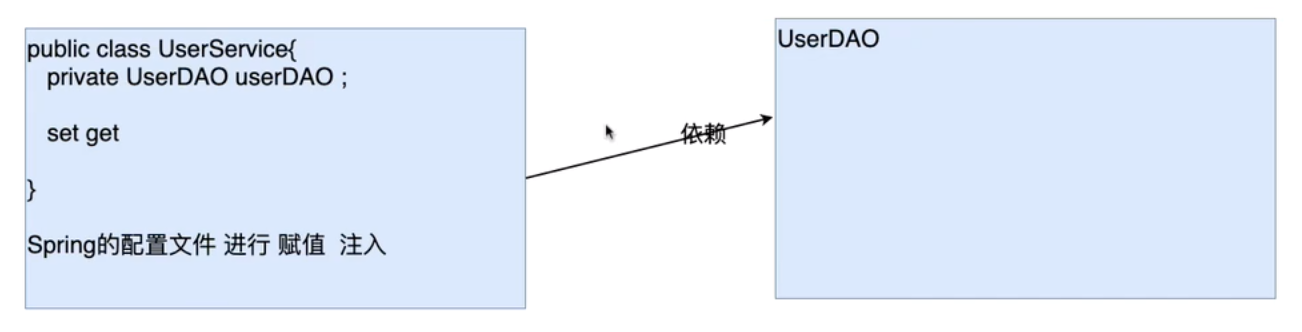 public class UserService{
private UserDAO userDAO ;
set get
}
Spring的配置文件 进行 赋值 注入
依赖
UserDAO